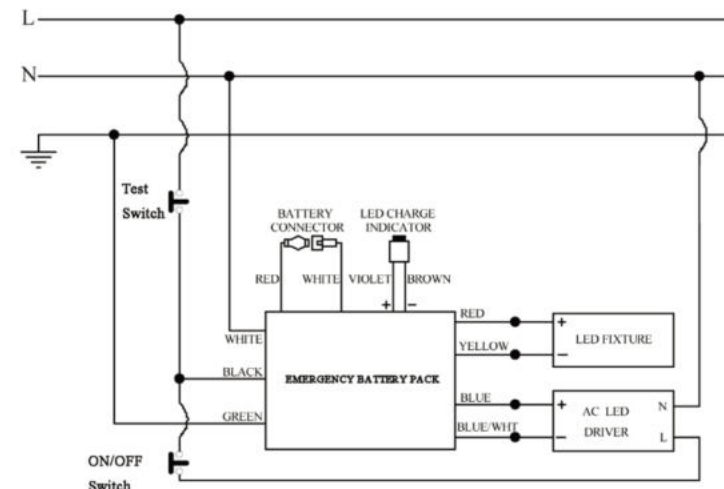 L
N
Test
Switch
BATTERY
CONNECTOR
LED CHARGE
INDICATOR
RED
WHITE
VIOLET
BROWN
+
−
WHITE
BLACK
GREEN
EMERGENCY BATTERY PACK
RED
YELLOW
BLUE
BLUE/WHT
+
LED FIXTURE
−
+
AC LED
DRIVER
−
N
L
ON/OFF
Switch